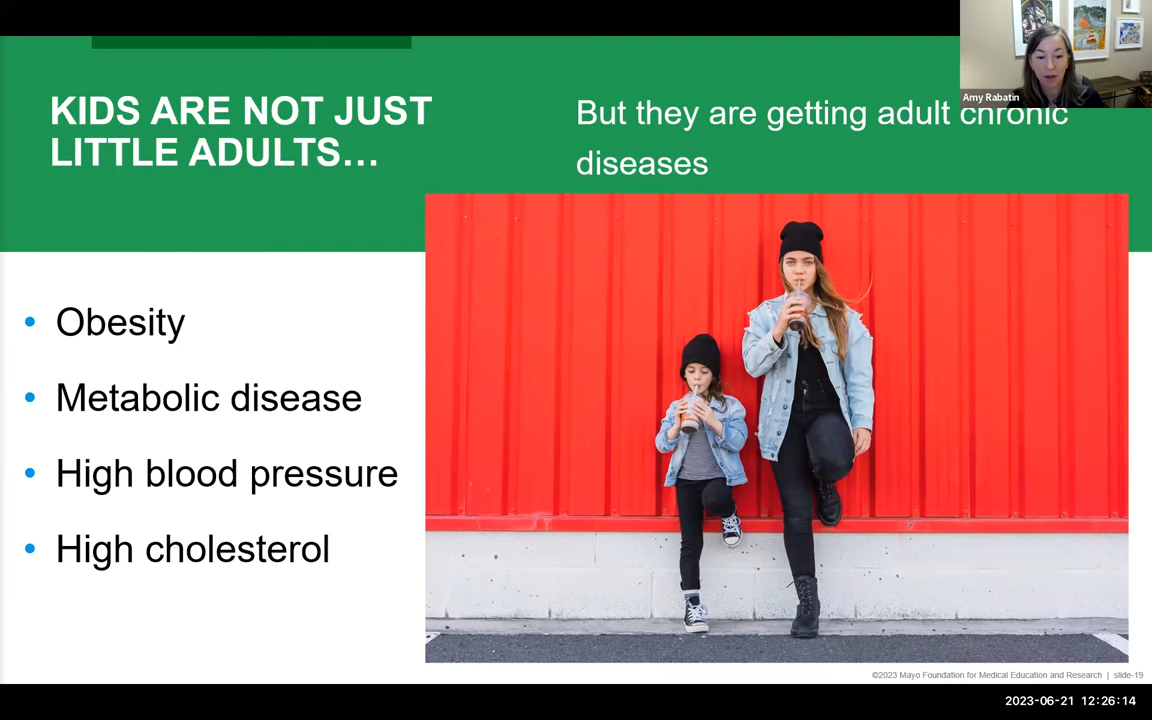 KIDS ARE NOT JUST
LITTLE ADULTS...
But they are getting adult chronic
diseases
Amy Rabatin
• Obesity
• Metabolic disease
• High blood pressure
• High cholesterol
©2023 Mayo Foundation for Medical Education and Research | slide-19
2023-06-21 12:26:14